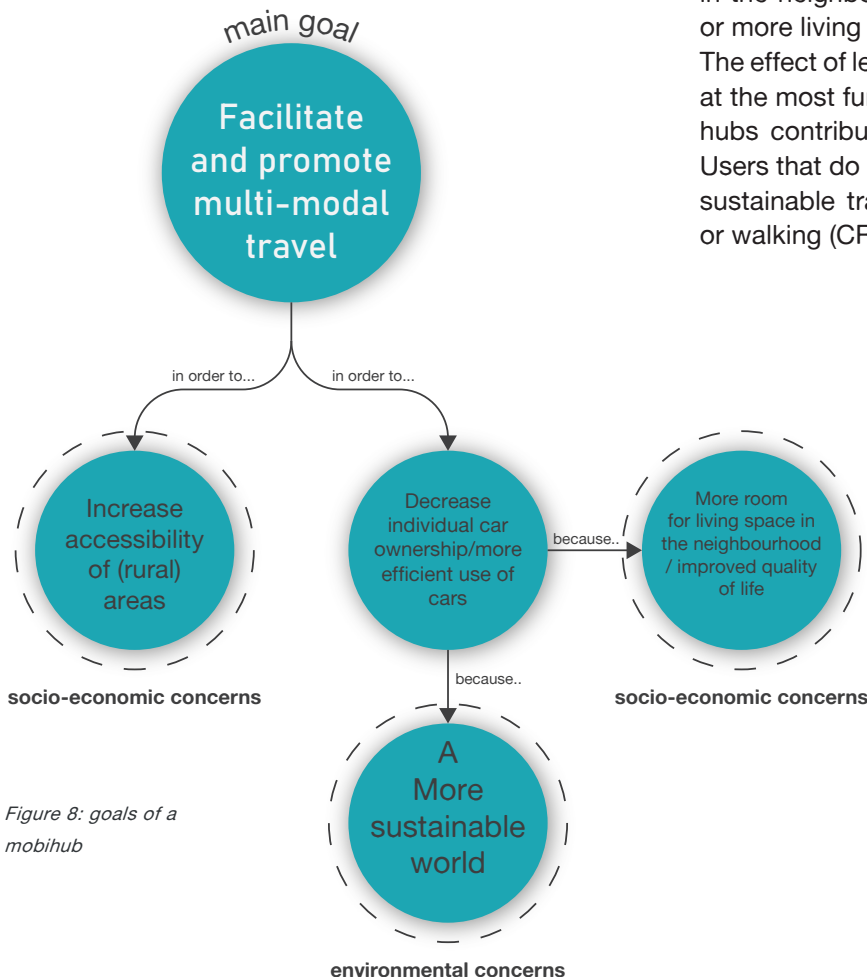 main goal
Facilitate
and promote
multi-modal
travel
in order to...
in order to...
Increase
accessibility
of (rural)
areas
socio-economic concerns
Decrease
individual car
ownership/more
efficient use of
cars
because..
More room
for living space in
the neighbourhood
/ improved quality
of life
socio-economic concerns
because..
A
More
sustainable
world
environmental concerns
Figure 8: goals of a
mobihub
or more living
The effect of le
at the most fu
hubs contribu
Users that do
sustainable tra
or walking (CF